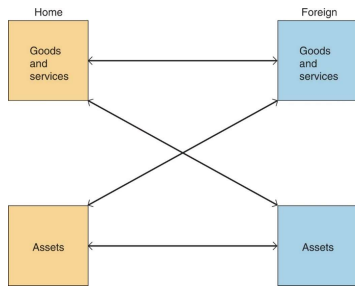 Home
Foreign
Goods
and
services
Goods
and
services
Assets
Assets